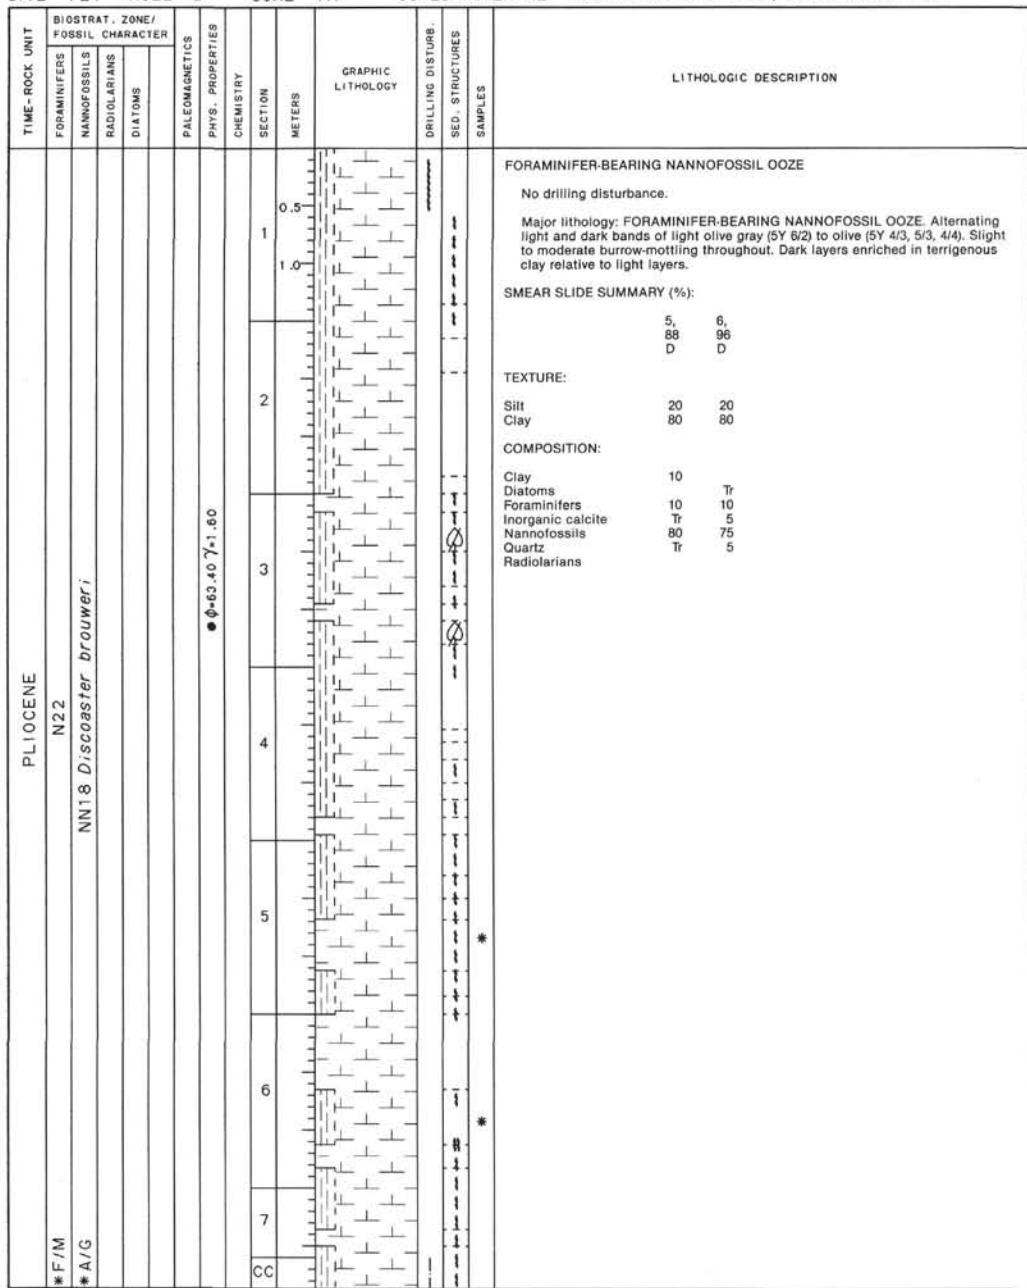 BIOSTRAT. ZONE/
FOSSIL CHARACTER
TIME-ROCK UNIT
FORAMINIFERS
NANNOFOSSILS
RADIOLARIANS
DIATOMS
PALEOMAGNETICS
PHYS. PROPERTIES
CHEMISTRY
SECTION
METERS
GRAPHIC
LITHOLOGY
DRILLING DISTURB.
SED. STRUCTURES
SAMPLES
LITHOLOGIC DESCRIPTION
PLIOCENE
N22
* F/M
NN18 Discoaster brouweri
* A/G
● Φ=63.40 γ=1.60
1
0.5
1.0
2
3
4
5
*
6
*
7
CC
FORAMINIFER-BEARING NANNOFOSSIL OOZE
No drilling disturbance.
Major lithology: FORAMINIFER-BEARING NANNOFOSSIL OOZE. Alternating
light and dark bands of light olive gray (5Y 6/2) to olive (5Y 4/3, 5/3, 4/4). Slight
to moderate burrow-mottling throughout. Dark layers enriched in terrigenous
clay relative to light layers.
SMEAR SLIDE SUMMARY (%):
5, 6,
88 96
D D
TEXTURE:
Silt 20 20
Clay 80 80
COMPOSITION:
Clay 10
Diatoms Tr
Foraminifers 10 10
Inorganic calcite Tr 5
Nannofossils 80 75
Quartz Tr 5
Radiolarians